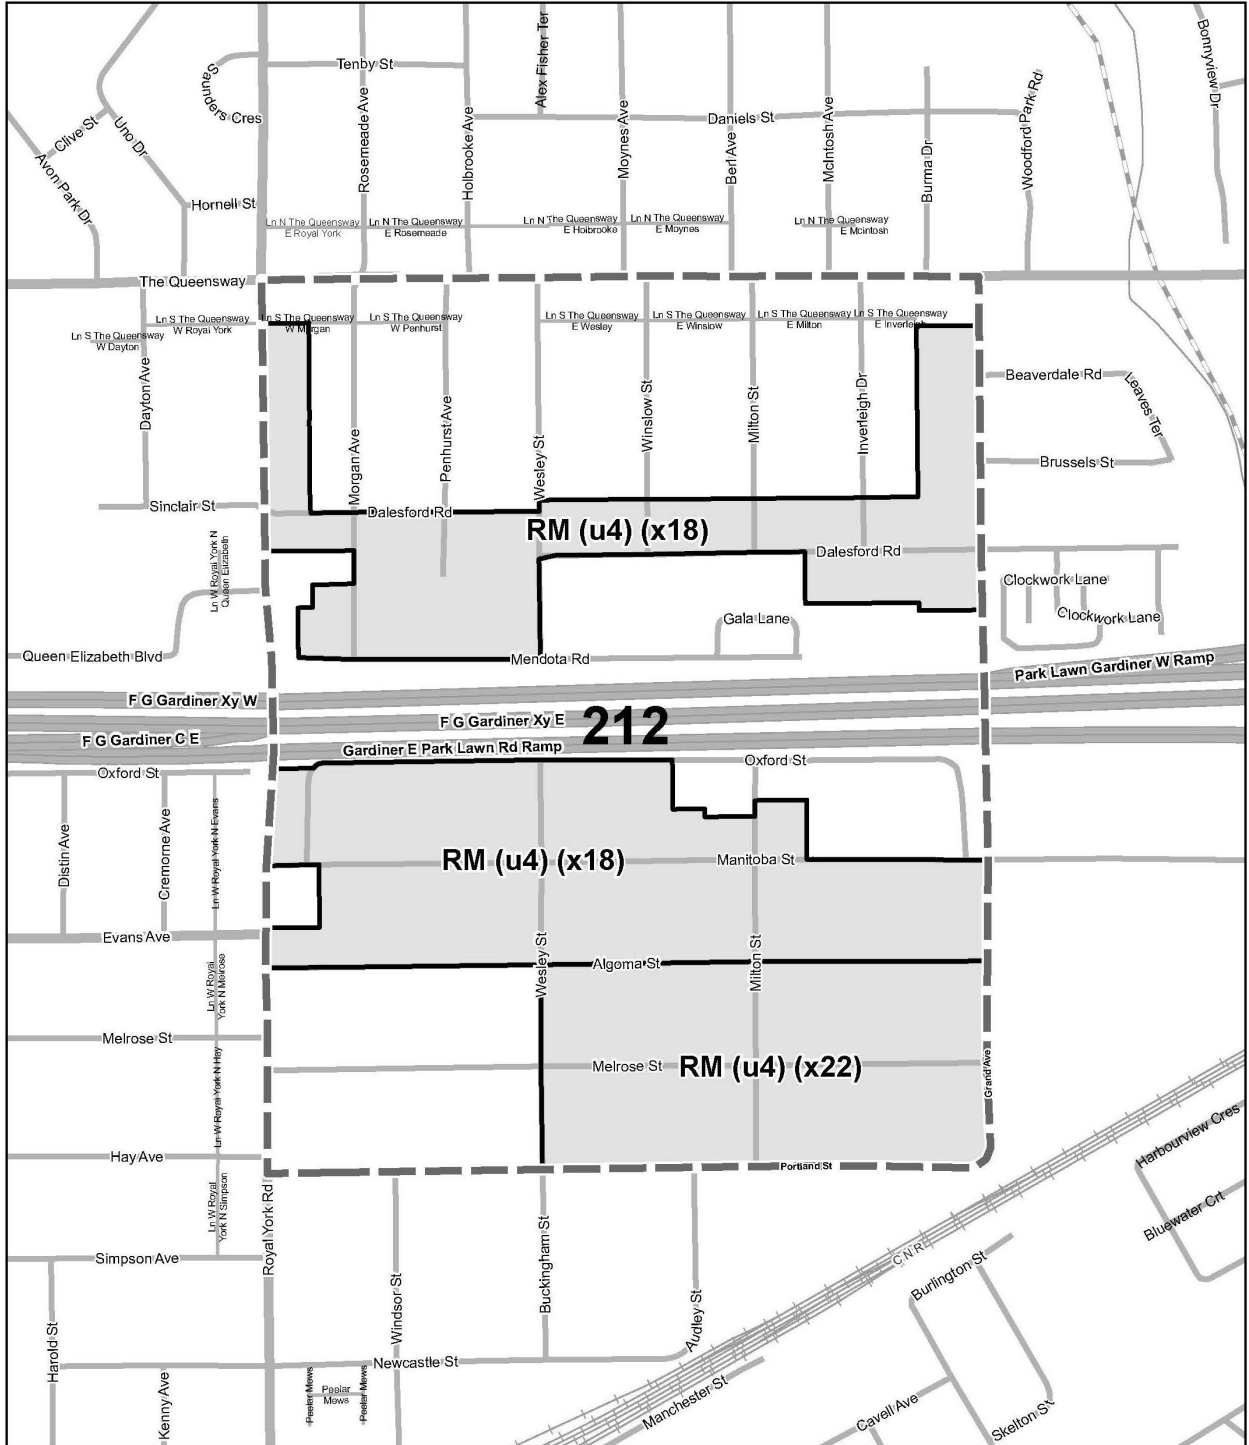 Bonnyview Dr
Alex Fisher Ter
Saunders Cres
Tenby St
Rosemeade Ave
Holbrooke Ave
Moynes Ave
Daniels St
Berl Ave
McIntosh Ave
Burma Dr
Woodford Park Rd
Clive St
Uno Dr
Avon Park Dr
Hornell St
Ln N The Queensway
E Royal York
Ln N The Queensway
E Rosemeade
Ln N The Queensway
E Holbrooke
Ln N The Queensway
E Moynes
Ln N The Queensway
E Mcintosh
The Queensway
Ln S The Queensway
W Royal York
Ln S The Queensway
W Dayton
Ln S The Queensway
W Morgan
Ln S The Queensway
W Penhurst
Ln S The Queensway
E Wesley
Ln S The Queensway
E Winslow
Ln S The Queensway
E Milton
Ln S The Queensway
E Inverleigh
Dayton Ave
Morgan Ave
Penhurst Ave
Wesley St
Winslow St
Milton St
Inverleigh Dr
Beaverdale Rd
Leaves Ter
Brussels St
Sinclair St
Dalesford Rd
RM (u4) (x18)
Dalesford Rd
Ln W Royal York N
Queen Elizabeth
Clockwork Lane
Clockwork Lane
Gala Lane
Queen Elizabeth Blvd
Mendota Rd
Park Lawn Gardiner W Ramp
F G Gardiner Xy W
F G Gardiner Xy E
212
F G Gardiner C E
Gardiner E Park Lawn Rd Ramp
Oxford St
Oxford St
Distin Ave
Cremorne Ave
Ln W Royal York N Evans
RM (u4) (x18)
Manitoba St
Evans Ave
Wesley St
Algoma St
Milton St
Ln W Royal
York N Melrose
Melrose St
Melrose St
RM (u4) (x22)
Grand Ave
Ln W Royal York N Hay
Hay Ave
Portland St
Harbourview Cres
Bluewater Crt
Ln W Royal
York N Simpson
Royal York Rd
Simpson Ave
Buckingham St
Windsor St
Audley St
C N R
Burlington St
Harold St
Newcastle St
Kenny Ave
Peelar Mews
Peelar
Mews
Peelar Mews
Manchester St
Cavell Ave
Skelton St